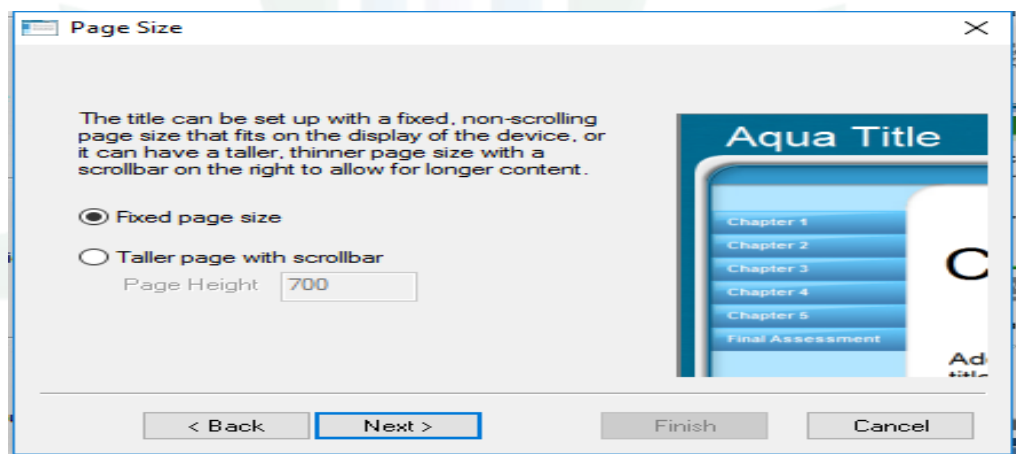 Page Size
The title can be set up with a fixed, non-scrolling
page size that fits on the display of the device, or
it can have a taller, thinner page size with a
scrollbar on the right to allow for longer content.
Fixed page size
Taller page with scrollbar
Page Height 700
Aqua Title
Chapter 1
Chapter 2
Chapter 3
Chapter 4
Chapter 5
Final Assessment
C
Ad
< Back Next > Finish Cancel